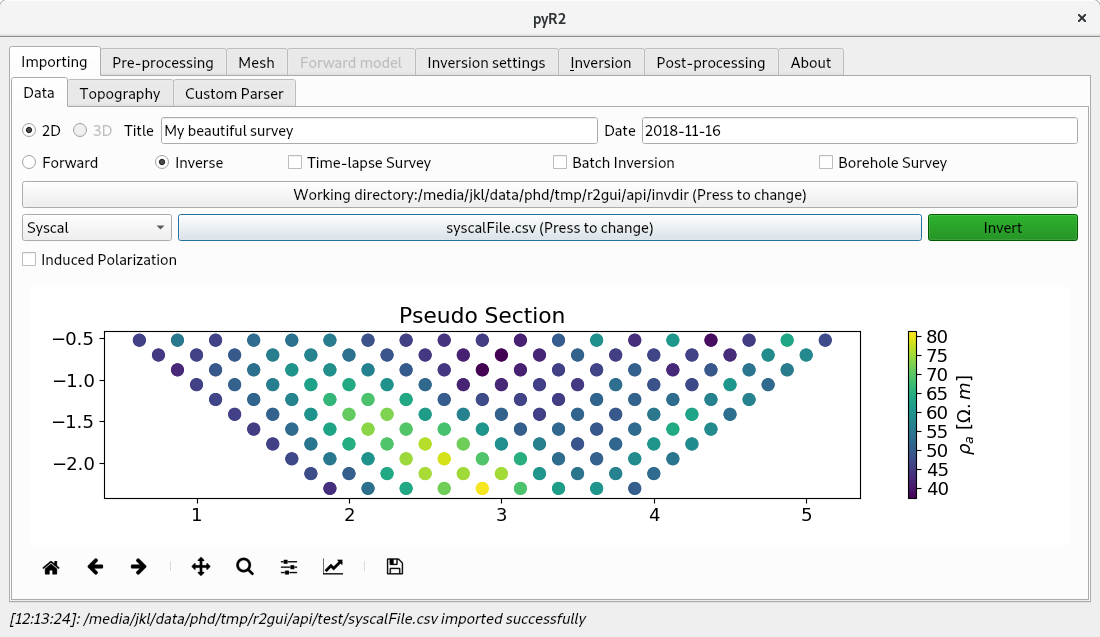 pyR2 ×
Importing Pre-processing Mesh Forward model Inversion settings Inversion Post-processing About
Data Topography Custom Parser
2D 3D Title My beautiful survey Date 2018-11-16
Forward Inverse Time-lapse Survey Batch Inversion Borehole Survey
Working directory:/media/jkl/data/phd/tmp/r2gui/api/invdir (Press to change)
Syscal syscalFile.csv (Press to change) Invert
Induced Polarization
Pseudo Section
−0.5
−1.0
−1.5
−2.0
1 2 3 4 5
80
75
70
65
60
55
50
45
40
ρa [Ω. m]
[12:13:24]: /media/jkl/data/phd/tmp/r2gui/api/test/syscalFile.csv imported successfully